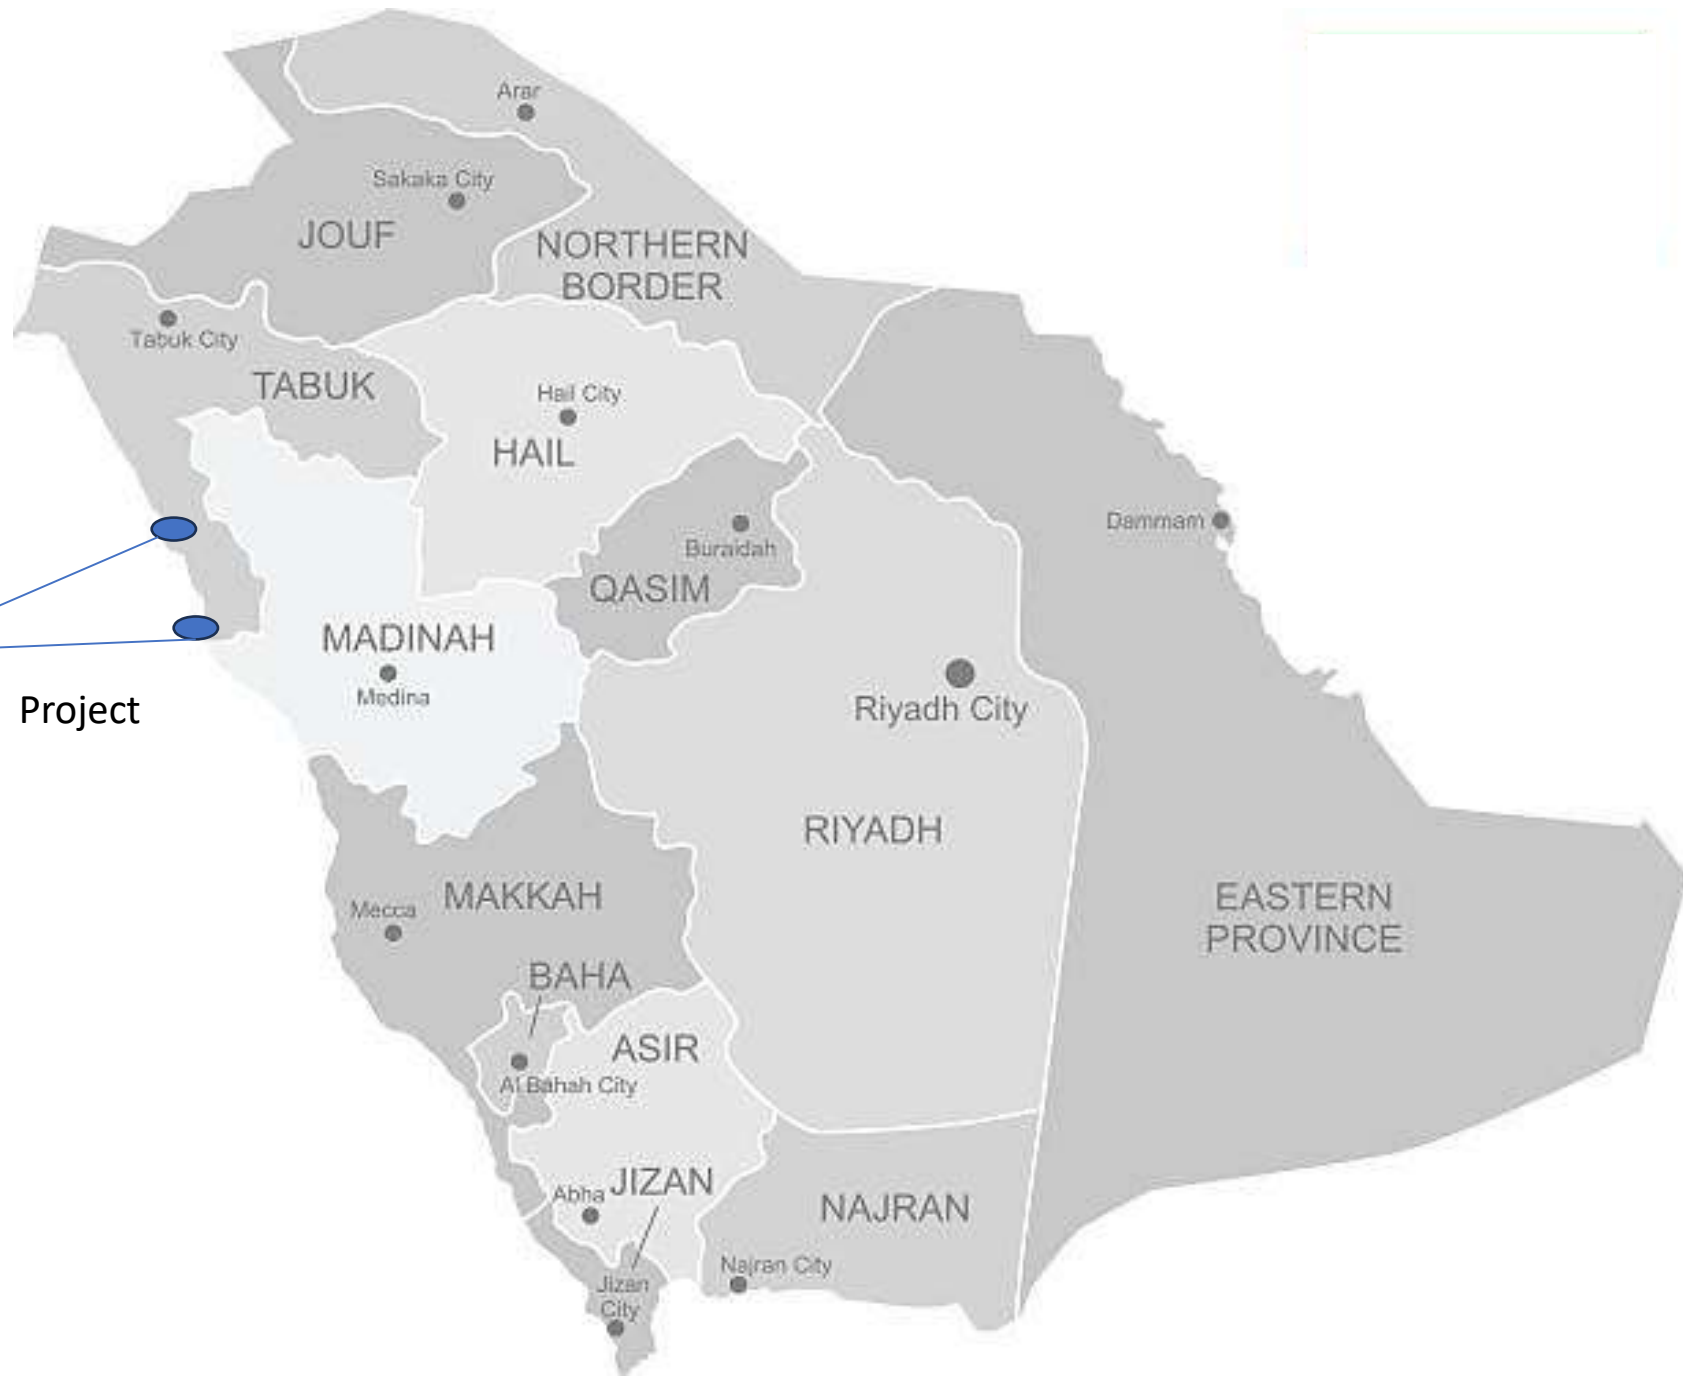 Arar
Sakaka City
JOUF
NORTHERN
BORDER
Tabuk City
TABUK
Hail City
HAIL
Buraidah
QASIM
Dammam
MADINAH
Medina
Project
Riyadh City
RIYADH
MAKKAH
Mecca
EASTERN
PROVINCE
BAHA
ASIR
Al Bahah City
JIZAN
Abha
NAJRAN
Najran City
Jizan
City